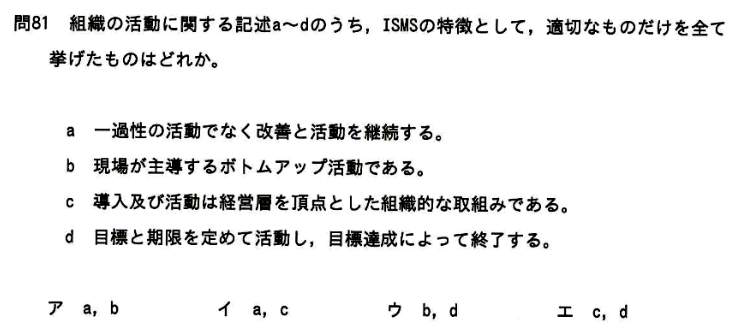 問81 組織の活動に関する記述a～dのうち，ISMSの特徴として，適切なものだけを全て
挙げたものはどれか。
a 一過性の活動でなく改善と活動を継続する。
b 現場が主導するボトムアップ活動である。
c 導入及び活動は経営層を頂点とした組織的な取組みである。
d 目標と期限を定めて活動し，目標達成によって終了する。
ア a, b イ a, c ウ b, d エ c, d